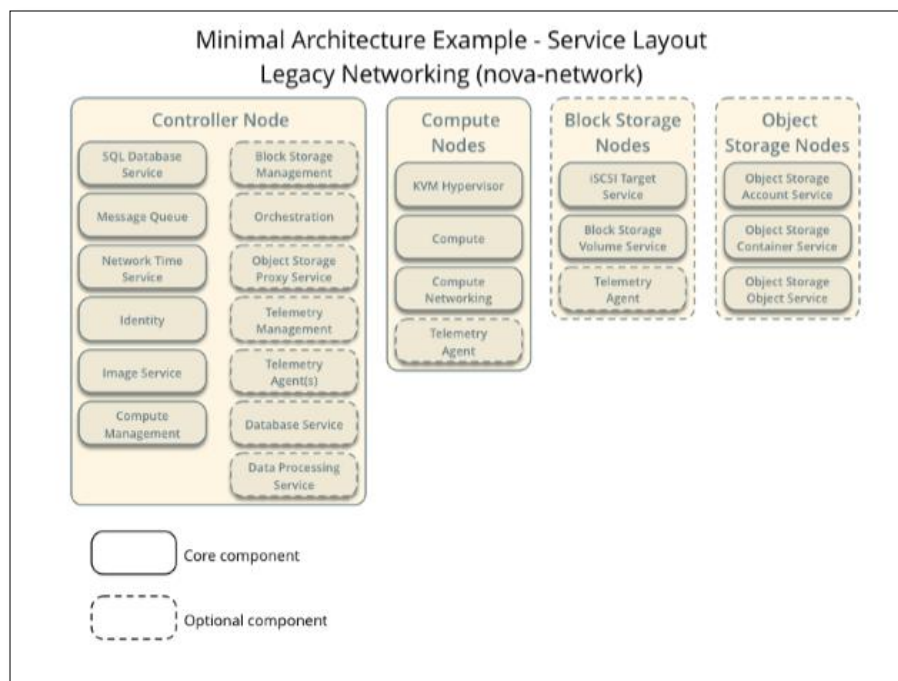 Minimal Architecture Example - Service Layout
Legacy Networking (nova-network)
Controller Node
SQL Database
Service
Message Queue
Network Time
Service
Identity
Image Service
Compute
Management
Block Storage
Management
Orchestration
Object Storage
Proxy Service
Telemetry
Management
Telemetry
Agent(s)
Database Service
Data Processing
Service
Compute
Nodes
KVM Hypervisor
Compute
Compute
Networking
Telemetry
Agent
Block Storage
Nodes
iSCSI Target
Service
Block Storage
Volume Service
Telemetry
Agent
Object
Storage Nodes
Object Storage
Account Service
Object Storage
Container Service
Object Storage
Object Service
Core component
Optional component